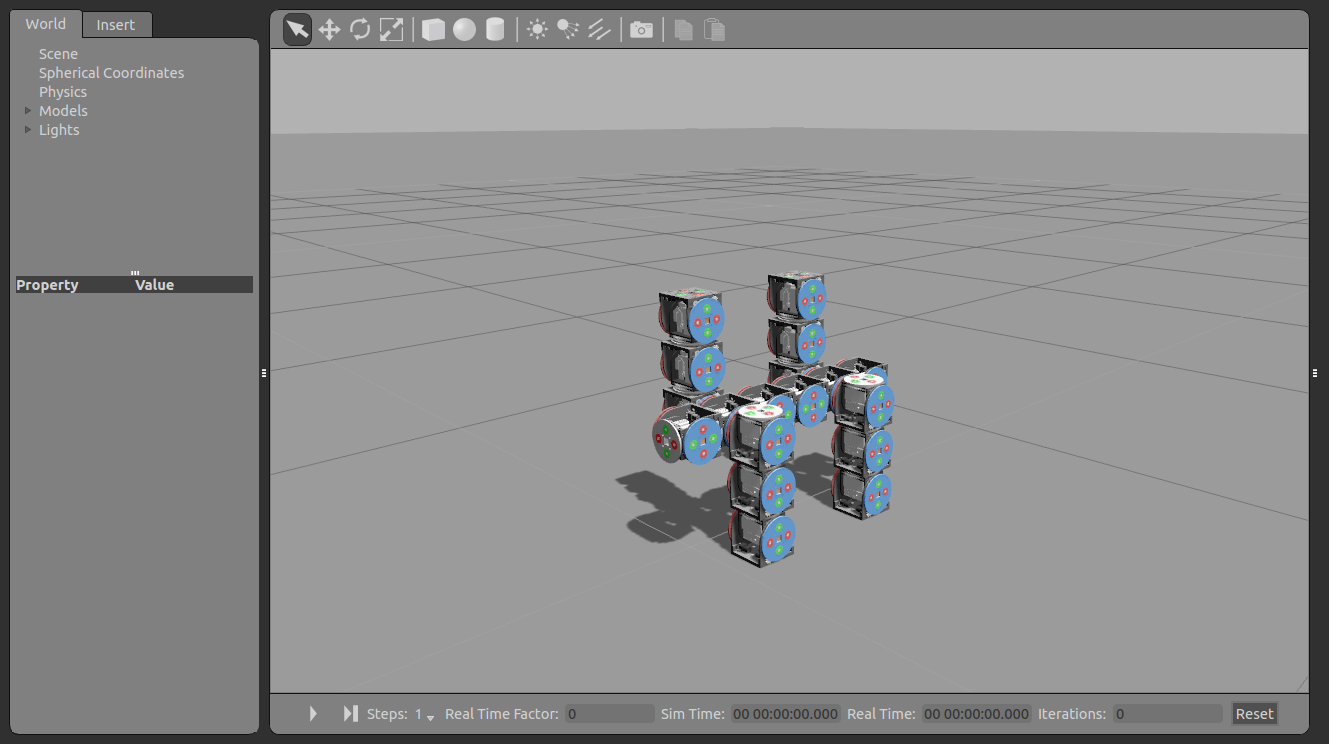 World Insert
Scene
Spherical Coordinates
Physics
Models
Lights
Property Value
Steps: 1 Real Time Factor: 0 Sim Time: 00 00:00:00.000 Real Time: 00 00:00:00.000 Iterations: 0 Reset